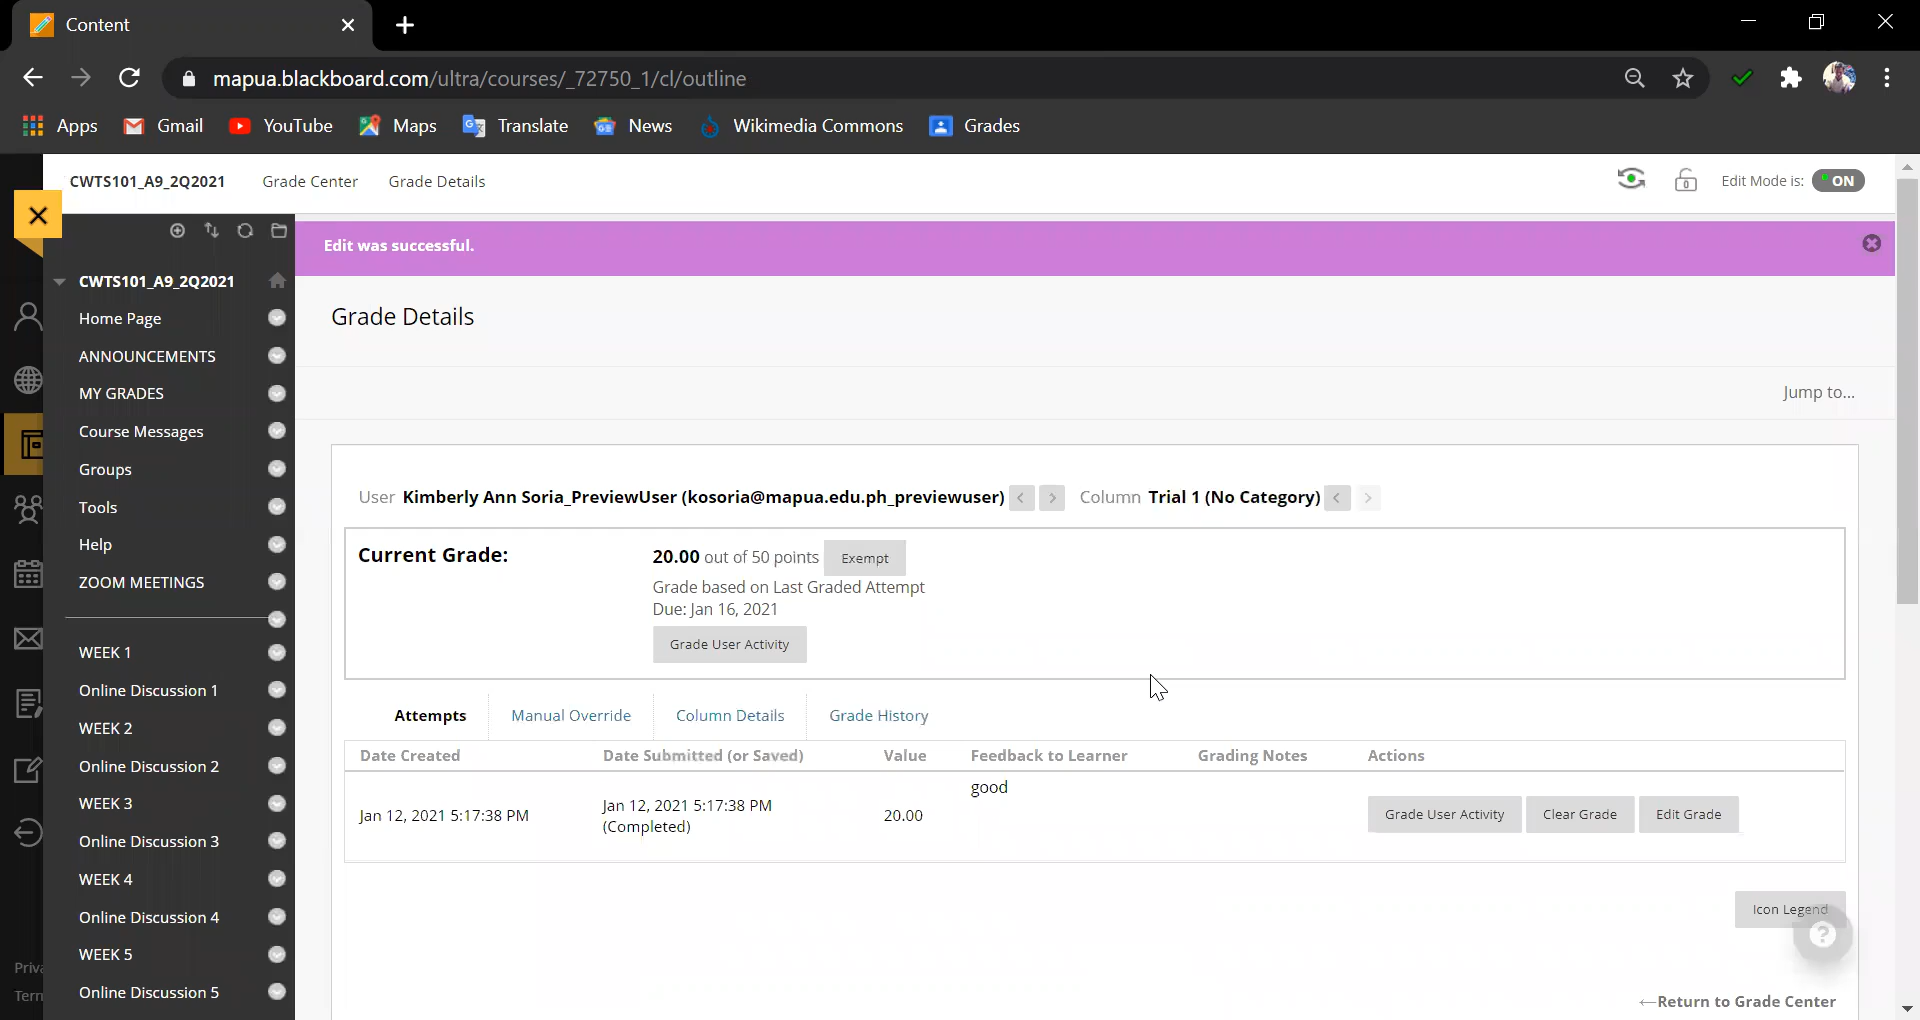 Content
mapua.blackboard.com/ultra/courses/_72750_1/cl/outline
Apps Gmail YouTube Maps Translate News Wikimedia Commons Grades
CWTS101_A9_2Q2021 Grade Center Grade Details Edit Mode is: ON
Edit was successful.
CWTS101_A9_2Q2021
Home Page
ANNOUNCEMENTS
MY GRADES
Course Messages
Groups
Tools
Help
ZOOM MEETINGS
WEEK 1
Online Discussion 1
WEEK 2
Online Discussion 2
WEEK 3
Online Discussion 3
WEEK 4
Online Discussion 4
WEEK 5
Online Discussion 5
Priva
Tern
Grade Details
Jump to...
User Kimberly Ann Soria_PreviewUser (kosoria@mapua.edu.ph_previewuser) < > Column Trial 1 (No Category) < >
Current Grade: 20.00 out of 50 points Exempt
Grade based on Last Graded Attempt
Due: Jan 16, 2021
Grade User Activity
Attempts Manual Override Column Details Grade History
Date Created Date Submitted (or Saved) Value Feedback to Learner Grading Notes Actions
good
Jan 12, 2021 5:17:38 PM Jan 12, 2021 5:17:38 PM 20.00 Grade User Activity Clear Grade Edit Grade
(Completed)
Icon Legend
?
←Return to Grade Center